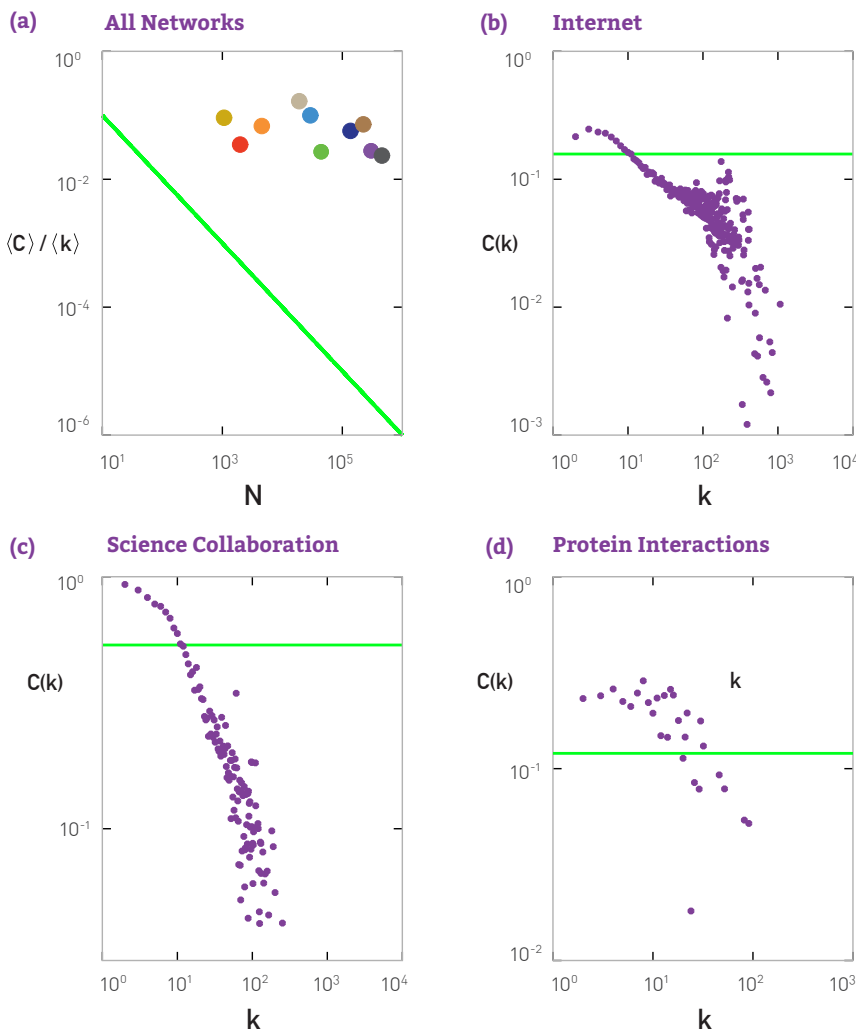 (a) All Networks
10^0
10^-2
⟨C⟩ / ⟨k⟩
10^-4
10^-6
10^1 10^3 10^5
N
(b) Internet
10^0
10^-1
C(k)
10^-2
10^-3
10^0 10^1 10^2 10^3 10^4
k
(c) Science Collaboration
10^0
C(k)
10^-1
10^0 10^1 10^2 10^3 10^4
k
(d) Protein Interactions
10^0
C(k)
k
10^-1
10^-2
10^0 10^1 10^2 10^3
k